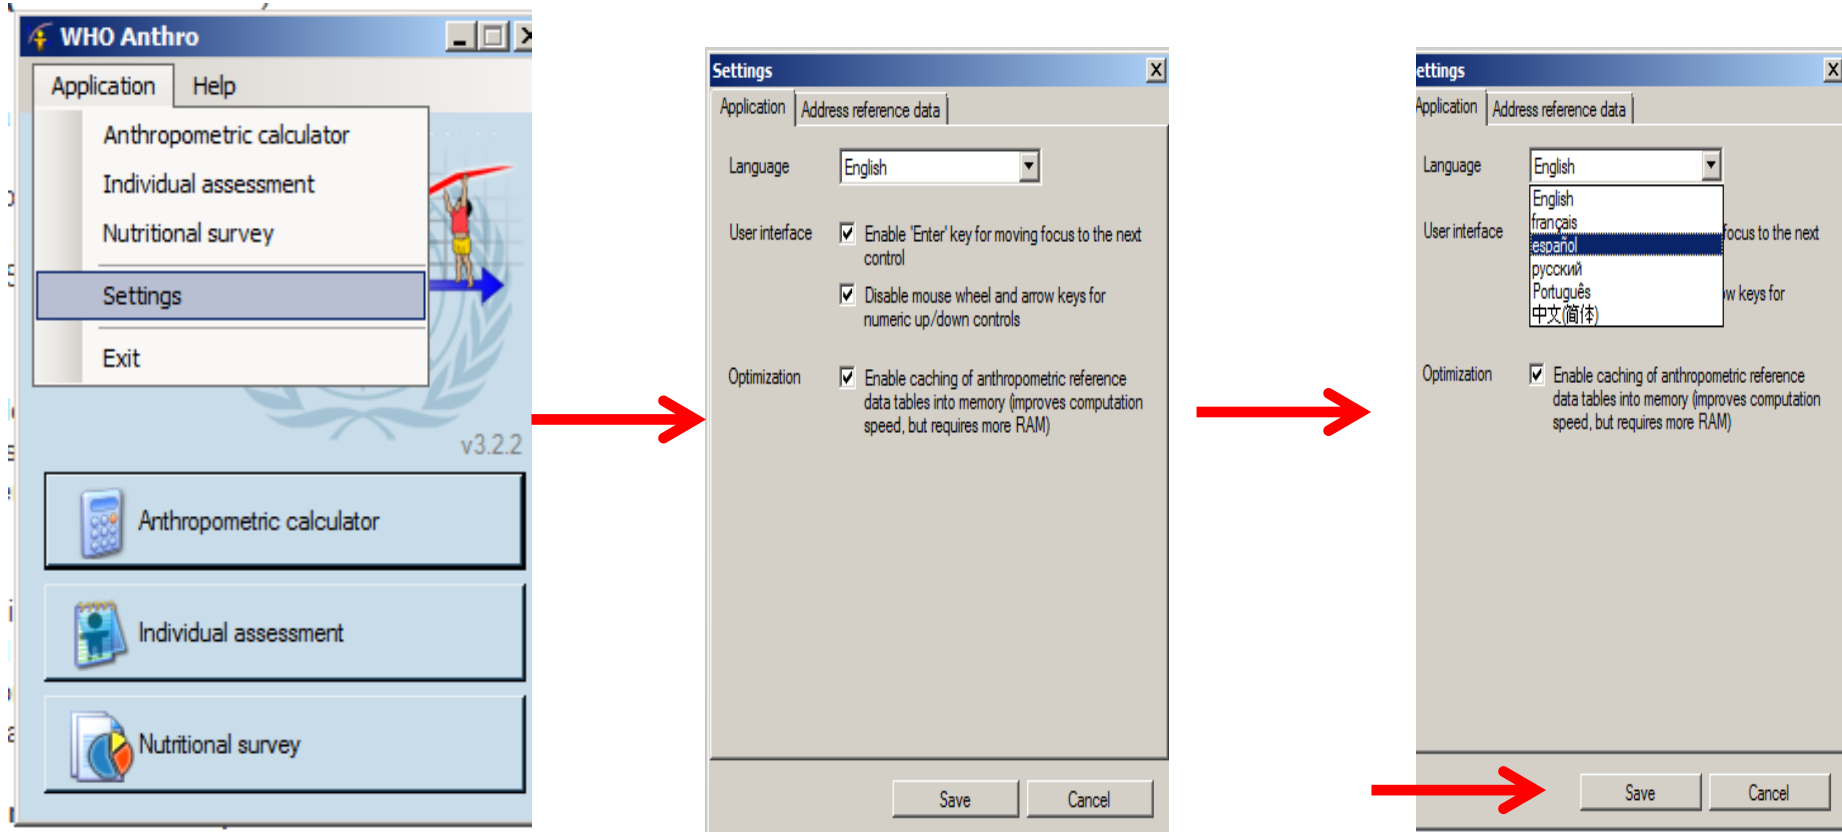 WHO Anthro
Application Help
Anthropometric calculator
Individual assessment
Nutritional survey
Settings
Exit
v3.2.2
Anthropometric calculator
Individual assessment
Nutritional survey
Settings
Application Address reference data
Language English
User interface Enable 'Enter' key for moving focus to the next
control
Disable mouse wheel and arrow keys for
numeric up/down controls
Optimization Enable caching of anthropometric reference
data tables into memory (improves computation
speed, but requires more RAM)
Save Cancel
ettings
Application Address reference data
Language English
English
français
User interface focus to the next
español
русский
Português
w keys for
中文(简体)
Optimization Enable caching of anthropometric reference
data tables into memory (improves computation
speed, but requires more RAM)
Save Cancel